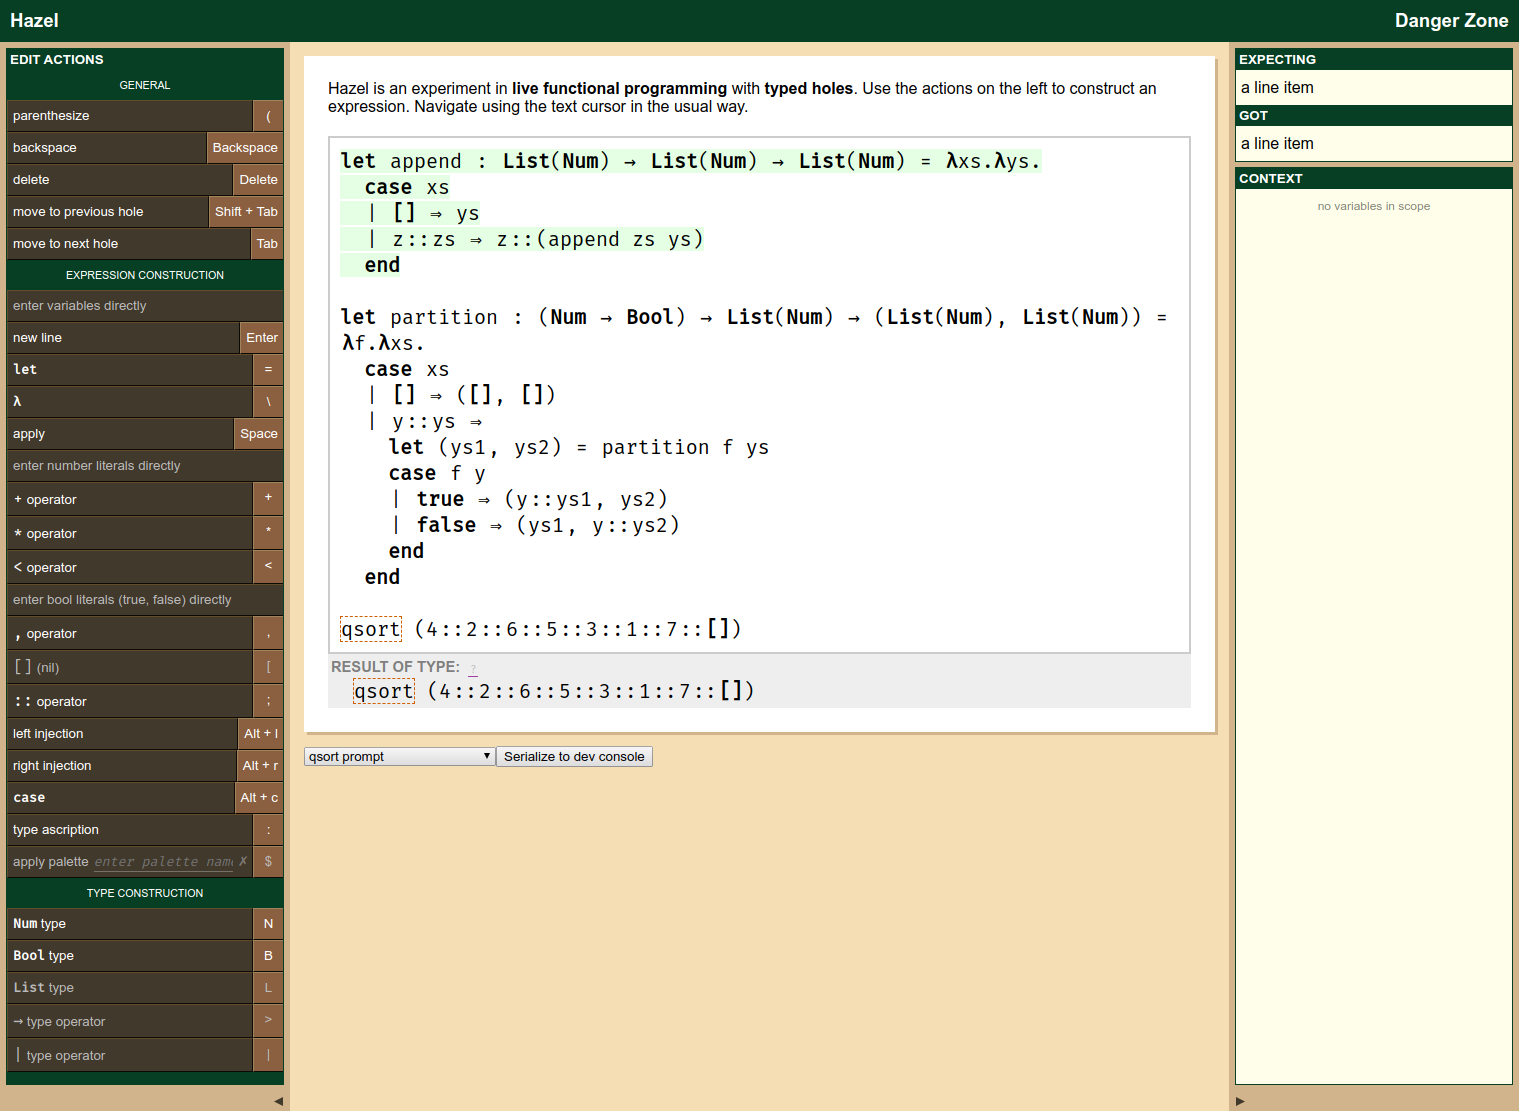 Hazel
Danger Zone
EDIT ACTIONS
GENERAL
parenthesize (
backspace Backspace
delete Delete
move to previous hole Shift + Tab
move to next hole Tab
EXPRESSION CONSTRUCTION
enter variables directly
new line Enter
let =
λ \
apply Space
enter number literals directly
+ operator +
* operator *
< operator <
enter bool literals (true, false) directly
, operator ,
[] (nil) [
:: operator ;
left injection Alt + l
right injection Alt + r
case Alt + c
type ascription :
apply palette enter palette name ✗ $
TYPE CONSTRUCTION
Num type N
Bool type B
List type L
→ type operator >
| type operator |
◀
Hazel is an experiment in live functional programming with typed holes. Use the actions on the left to construct an
expression. Navigate using the text cursor in the usual way.
let append : List(Num) → List(Num) → List(Num) = λxs.λys.
case xs
| [] ⇒ ys
| z::zs ⇒ z::(append zs ys)
end
let partition : (Num → Bool) → List(Num) → (List(Num), List(Num)) =
λf.λxs.
case xs
| [] ⇒ ([], [])
| y::ys ⇒
let (ys1, ys2) = partition f ys
case f y
| true ⇒ (y::ys1, ys2)
| false ⇒ (ys1, y::ys2)
end
end
qsort (4::2::6::5::3::1::7::[])
RESULT OF TYPE: ?
qsort (4::2::6::5::3::1::7::[])
qsort prompt ▼ Serialize to dev console
EXPECTING
a line item
GOT
a line item
CONTEXT
no variables in scope
▶